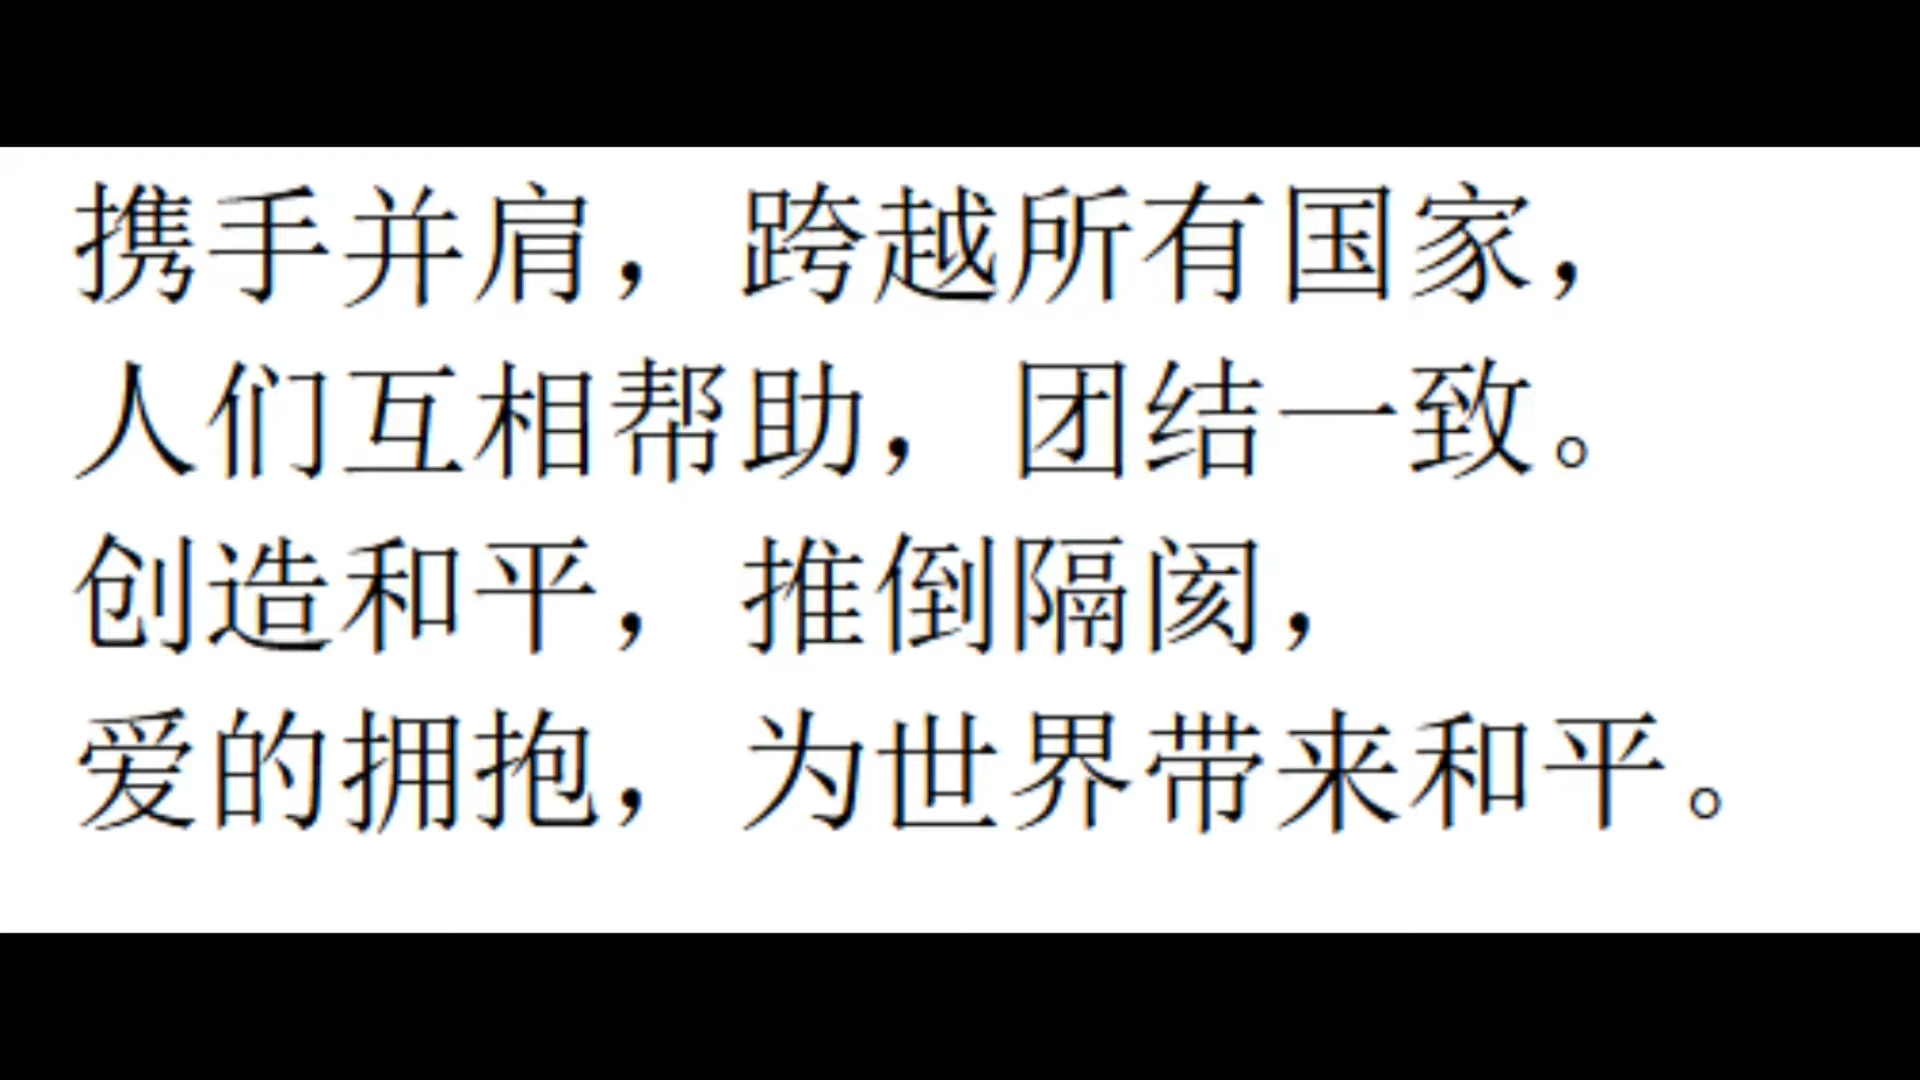 携手并肩，跨越所有国家，
人们互相帮助，团结一致。
创造和平，推倒隔阂，
爱的拥抱，为世界带来和平。